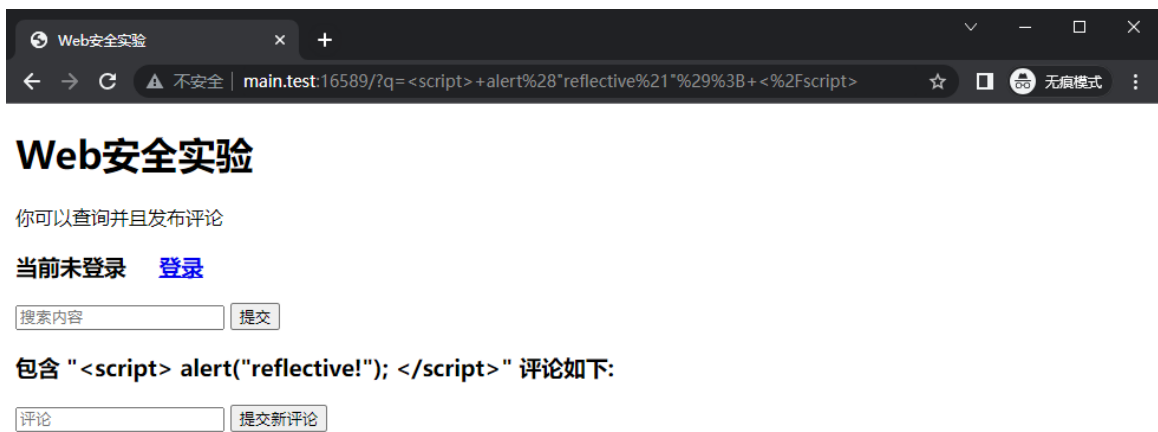 Web安全实验
不安全 | main.test:16589/?q=<script>+alert%28"reflective%21"%29%3B+<%2Fscript>
无痕模式
Web安全实验
你可以查询并且发布评论
当前未登录 登录
搜索内容 提交
包含 "<script> alert("reflective!"); </script>" 评论如下:
评论 提交新评论